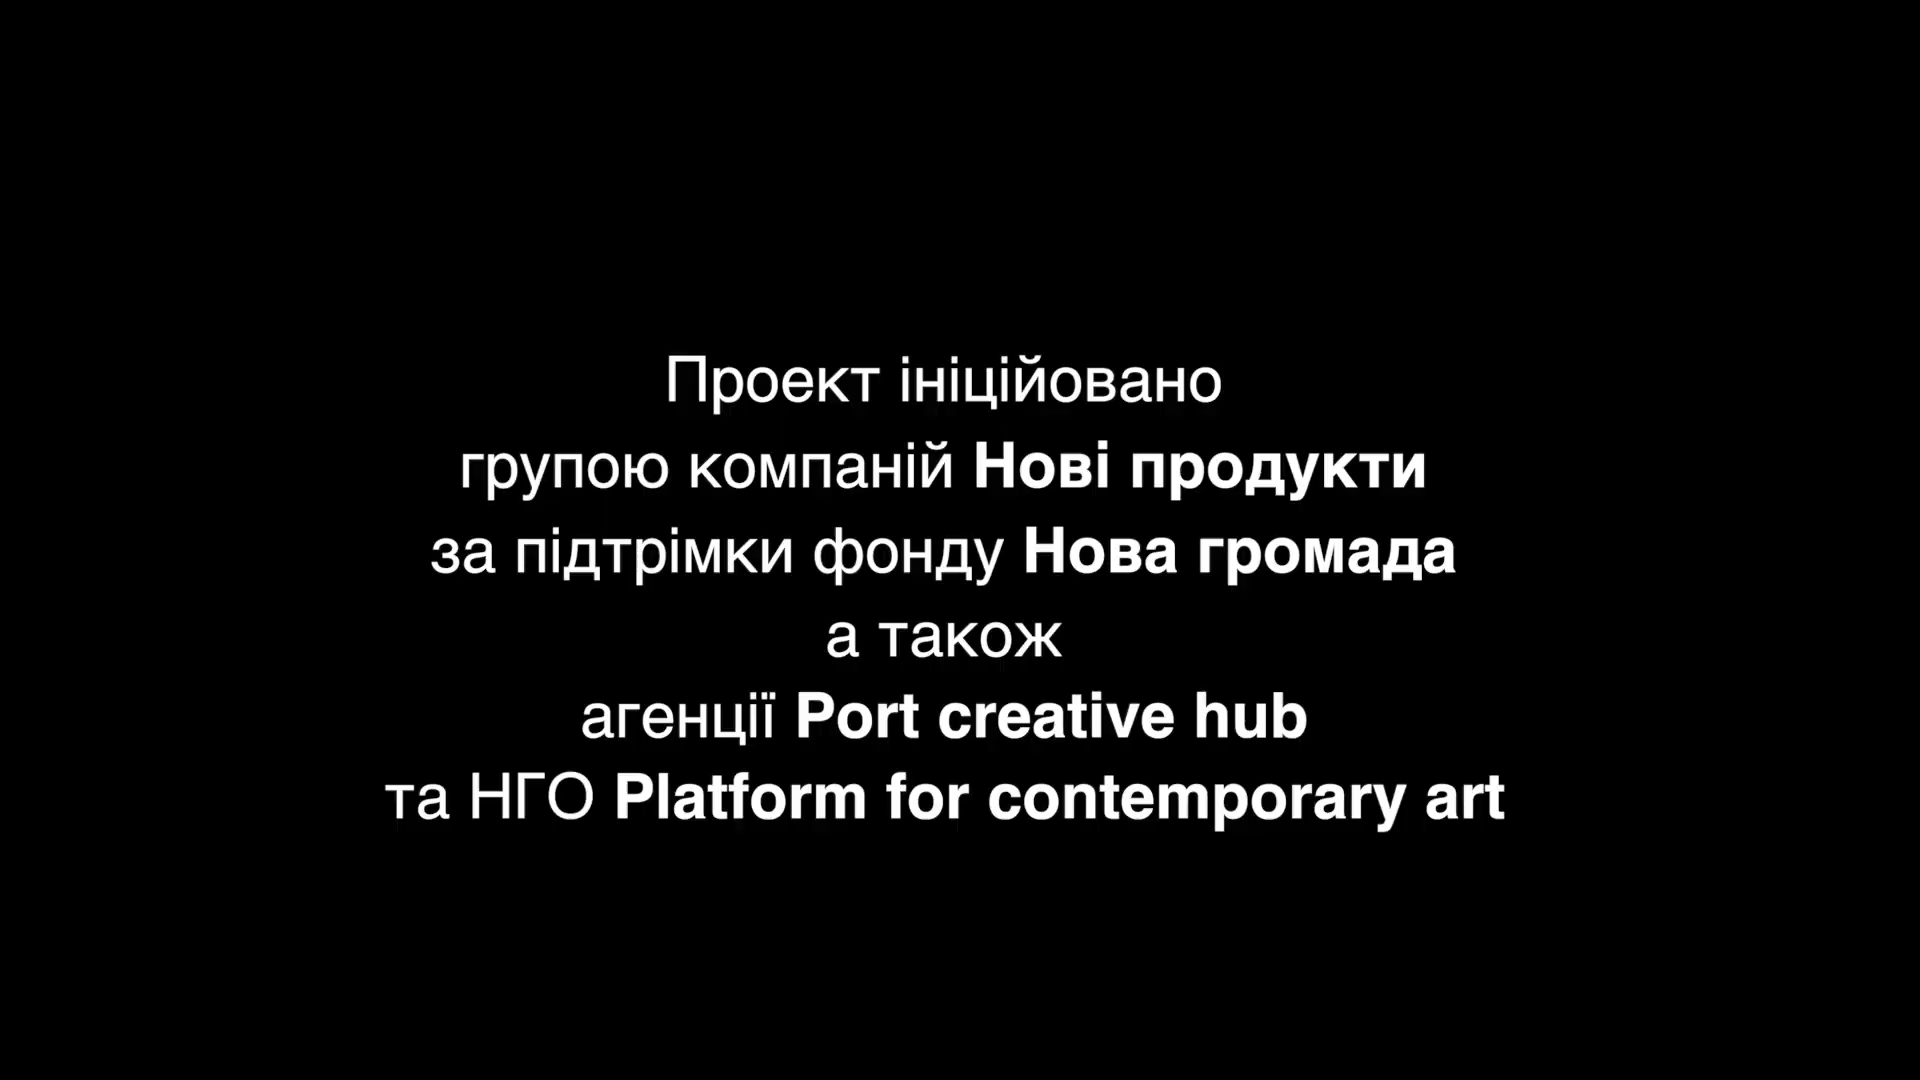 Проект ініційовано
групою компаній Нові продукти
за підтрімки фонду Нова громада
а також
агенції Port creative hub
та НГО Platform for contemporary art